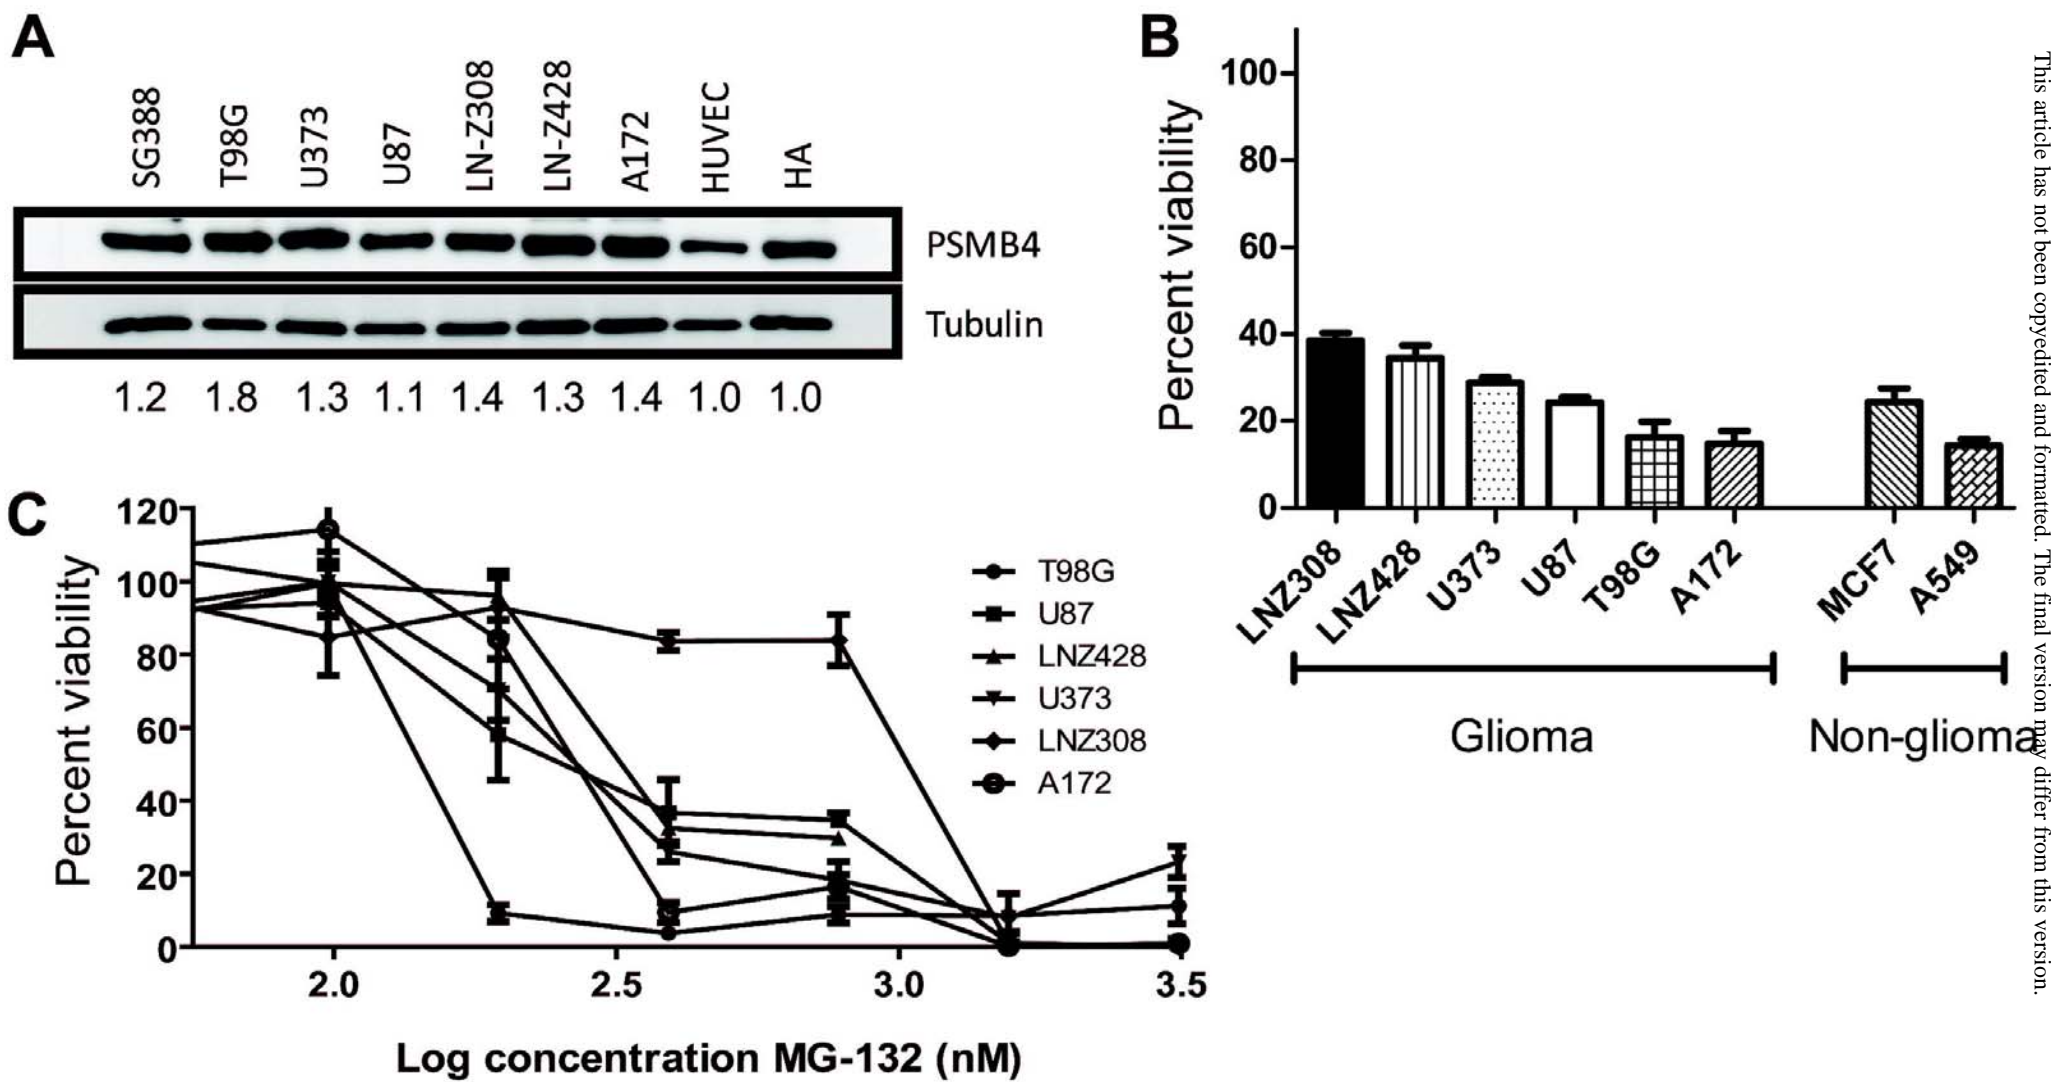 A
SG388
T98G
U373
U87
LN-Z308
LN-Z428
A172
HUVEC
HA
PSMB4
Tubulin
1.2 1.8 1.3 1.1 1.4 1.3 1.4 1.0 1.0
B
Percent viability
100
80
60
40
20
0
LNZ308
LNZ428
U373
U87
T98G
A172
MCF7
A549
Glioma
Non-glioma
C
Percent viability
120
100
80
60
40
20
0
2.0 2.5 3.0 3.5
Log concentration MG-132 (nM)
T98G
U87
LNZ428
U373
LNZ308
A172
This article has not been copyedited and formatted. The final version may differ from this version.